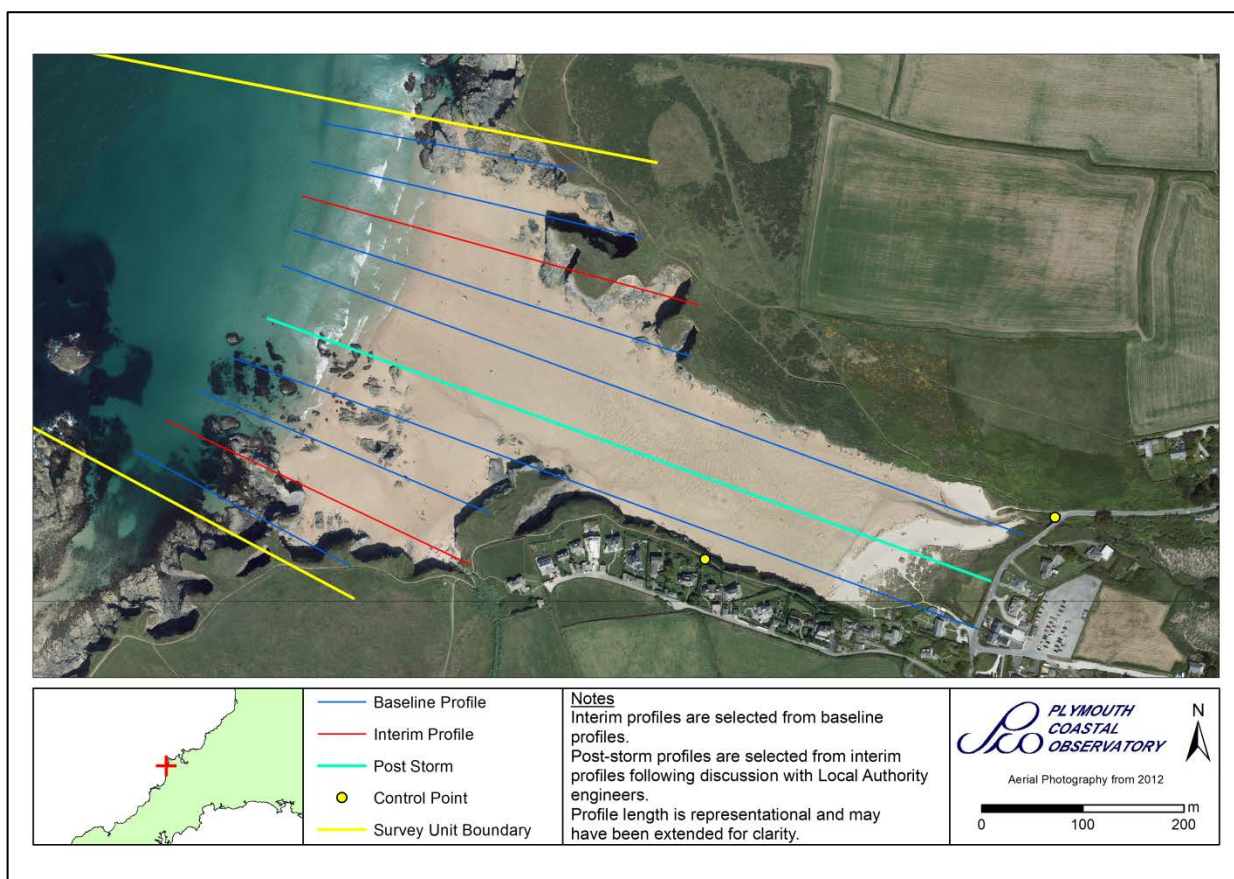 Baseline Profile
Interim Profile
Post Storm
Control Point
Survey Unit Boundary
Notes
Interim profiles are selected from baseline
profiles.
Post-storm profiles are selected from interim
profiles following discussion with Local Authority
engineers.
Profile length is representational and may
have been extended for clarity.
PLYMOUTH
COASTAL
OBSERVATORY
N
Aerial Photography from 2012
m
0 100 200